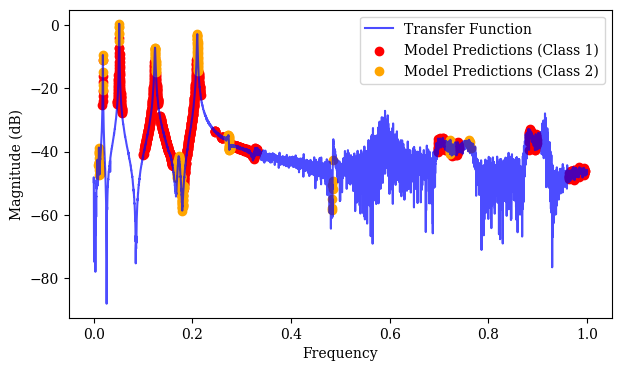 0
−20
−40
−60
−80
Magnitude (dB)
Transfer Function
Model Predictions (Class 1)
Model Predictions (Class 2)
0.0 0.2 0.4 0.6 0.8 1.0
Frequency